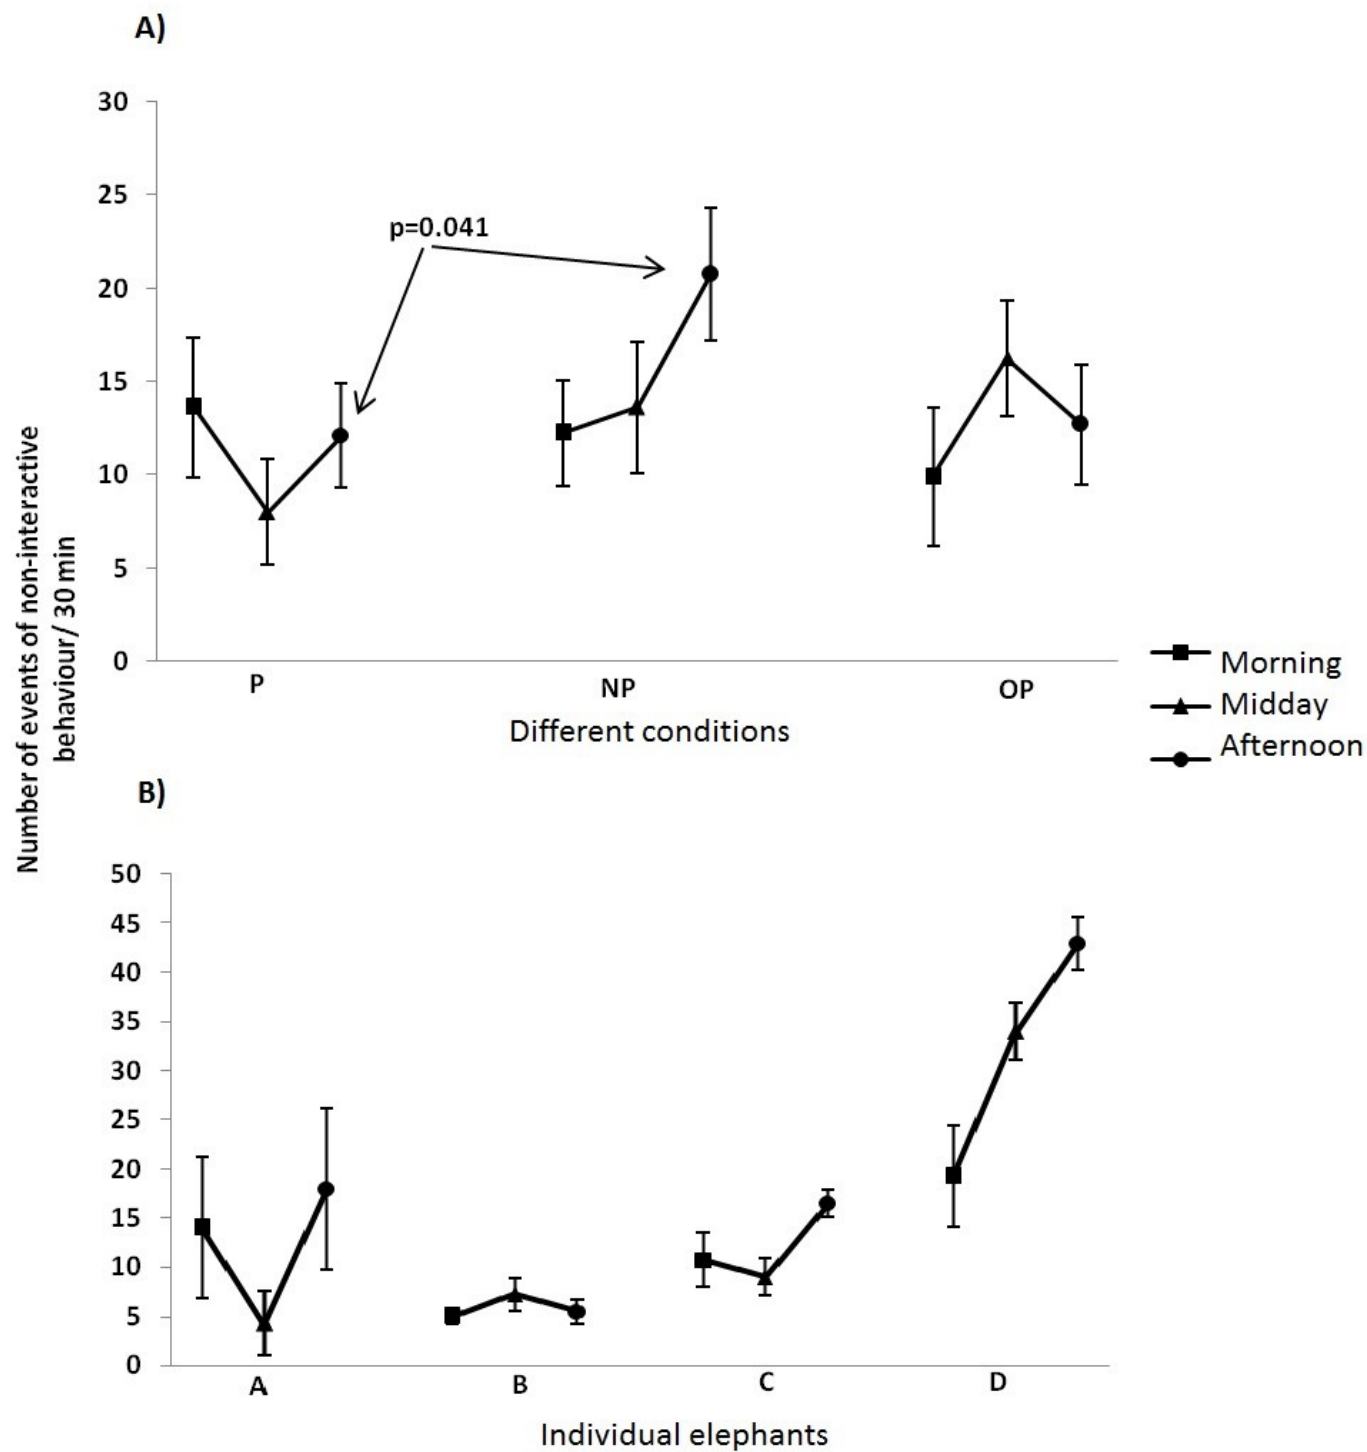 A)
30
25
20
15
10
5
0
p=0.041
P
NP
OP
Different conditions
Number of events of non-interactive
behaviour/ 30 min
Morning
Midday
Afternoon
B)
50
45
40
35
30
25
20
15
10
5
0
A
B
C
D
Individual elephants